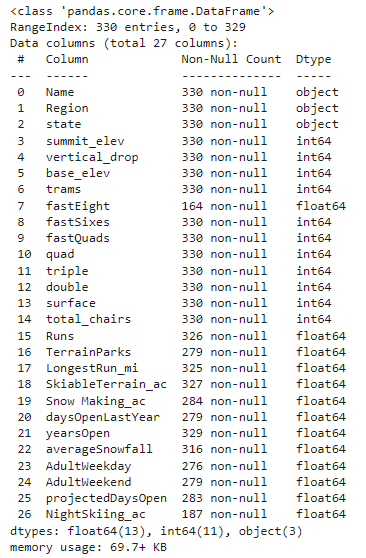 <class 'pandas.core.frame.DataFrame'>
RangeIndex: 330 entries, 0 to 329
Data columns (total 27 columns):
 #   Column             Non-Null Count  Dtype
---  ------             --------------  -----
 0   Name               330 non-null    object
 1   Region             330 non-null    object
 2   state              330 non-null    object
 3   summit_elev        330 non-null    int64
 4   vertical_drop      330 non-null    int64
 5   base_elev          330 non-null    int64
 6   trams              330 non-null    int64
 7   fastEight          164 non-null    float64
 8   fastSixes          330 non-null    int64
 9   fastQuads          330 non-null    int64
 10  quad               330 non-null    int64
 11  triple             330 non-null    int64
 12  double             330 non-null    int64
 13  surface            330 non-null    int64
 14  total_chairs       330 non-null    int64
 15  Runs               326 non-null    float64
 16  TerrainParks       279 non-null    float64
 17  LongestRun_mi      325 non-null    float64
 18  SkiableTerrain_ac  327 non-null    float64
 19  Snow Making_ac     284 non-null    float64
 20  daysOpenLastYear   279 non-null    float64
 21  yearsOpen          329 non-null    float64
 22  averageSnowfall    316 non-null    float64
 23  AdultWeekday       276 non-null    float64
 24  AdultWeekend       279 non-null    float64
 25  projectedDaysOpen  283 non-null    float64
 26  NightSkiing_ac     187 non-null    float64
dtypes: float64(13), int64(11), object(3)
memory usage: 69.7+ KB